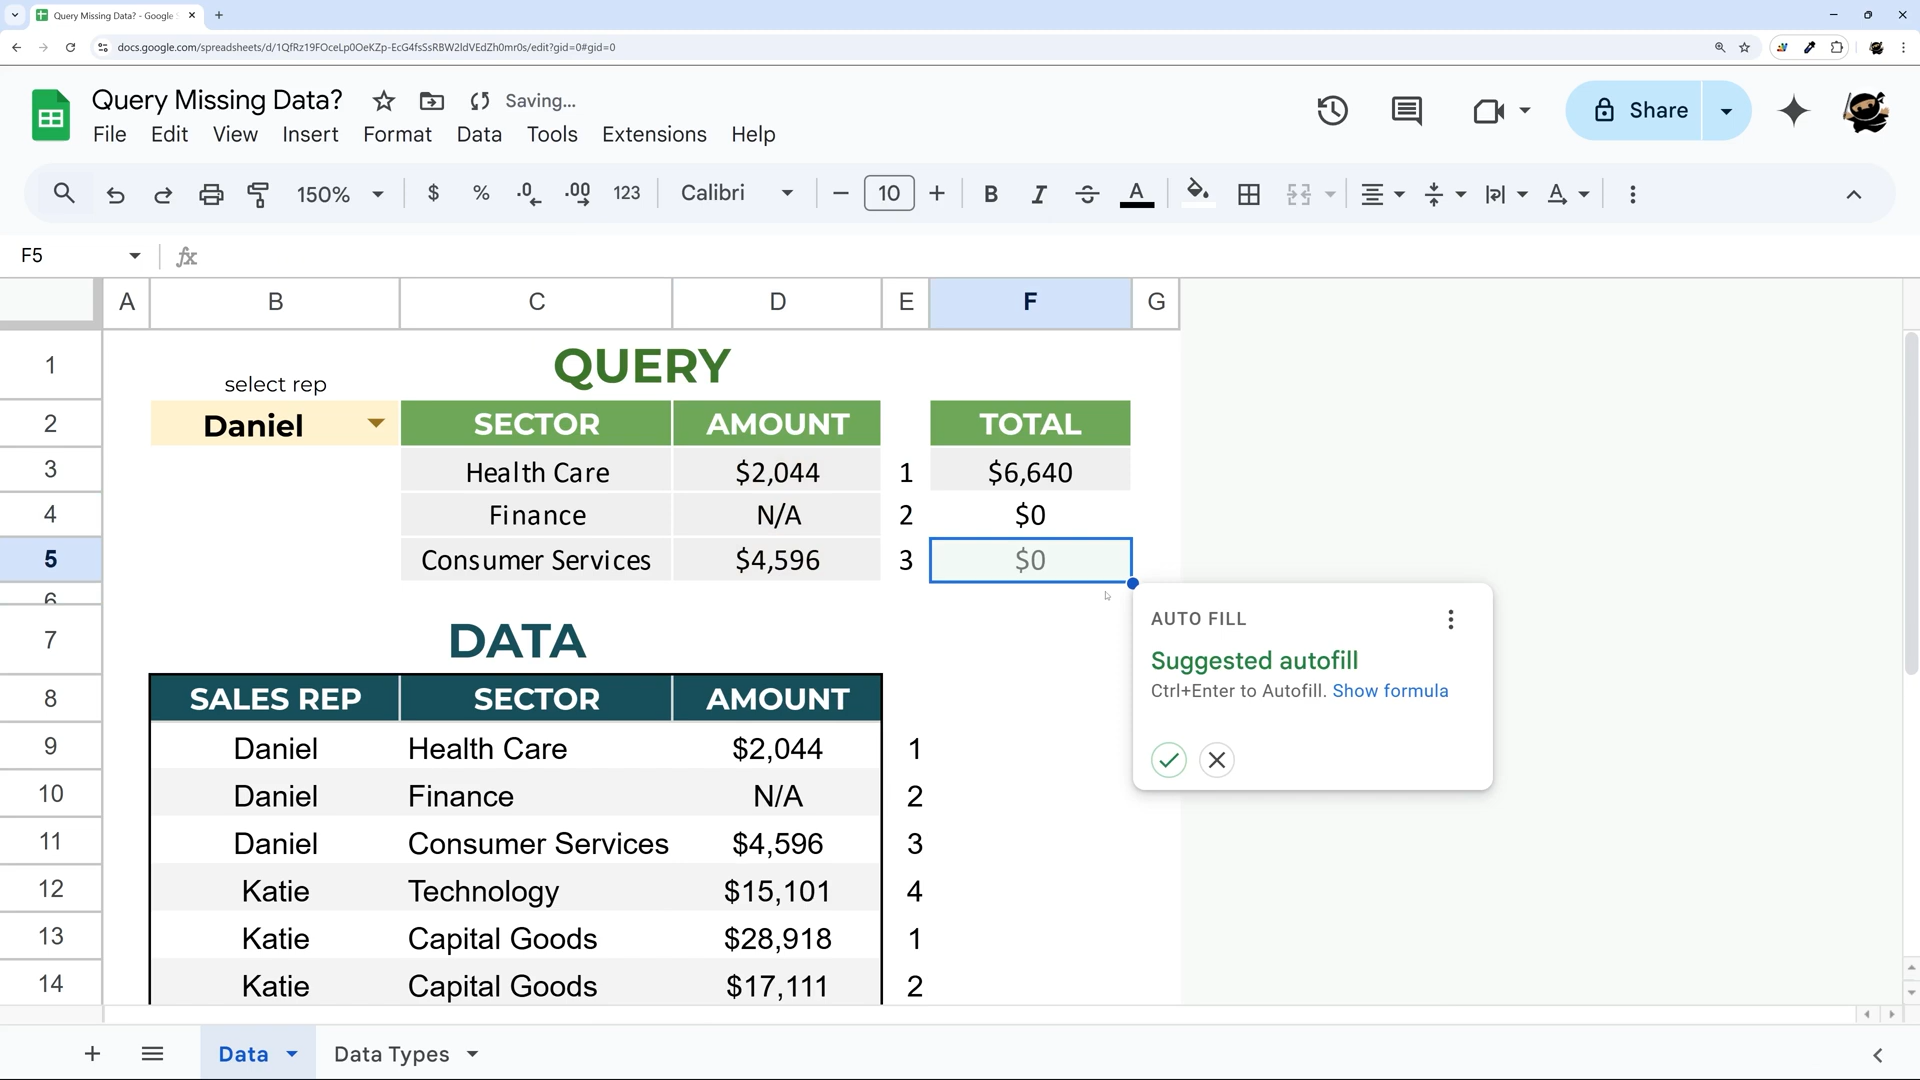 Query Missing Data? - Google
docs.google.com/spreadsheets/d/1QfRz19FOceLp0OeKZp-EcG4fsSsRBW2ldVEdZh0mr0s/edit?gid=0#gid=0
Query Missing Data? Saving...
File Edit View Insert Format Data Tools Extensions Help
Share
150% $ % .0 .00 123 Calibri 10 B I A A
F5 fx
A B C D E F G
1 QUERY
select rep
2 Daniel SECTOR AMOUNT TOTAL
3 Health Care $2,044 1 $6,640
4 Finance N/A 2 $0
5 Consumer Services $4,596 3 $0
6
7 DATA
8 SALES REP SECTOR AMOUNT
9 Daniel Health Care $2,044 1
10 Daniel Finance N/A 2
11 Daniel Consumer Services $4,596 3
12 Katie Technology $15,101 4
13 Katie Capital Goods $28,918 1
14 Katie Capital Goods $17,111 2
AUTO FILL
Suggested autofill
Ctrl+Enter to Autofill. Show formula
Data Data Types